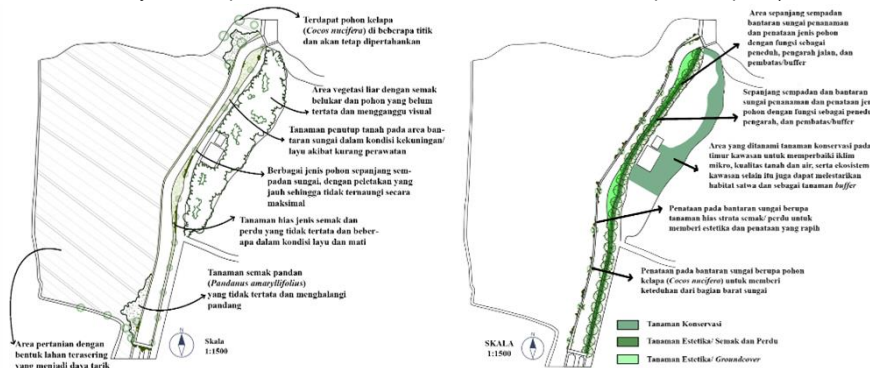 Terdapat pohon kelapa
(Cocos nucifera) di beberapa titik
dan akan tetap dipertahankan
Area vegetasi liar dengan semak
belukar dan pohon yang belum
tertata dan mengganggu visual
Tanaman penutup tanah pada area ban-
taran sungai dalam kondisi kekuningan/
layu akibat kurang perawatan
Berbagai jenis pohon sepanjang sem-
padan sungai, dengan peletakan yang
jauh sehingga tidak ternaungi secara
maksimal
Tanaman hias jenis semak dan
perdu yang tidak tertata dan beber-
apa dalam kondisi layu dan mati
Tanaman semak pandan
(Pandanus amaryllifolius)
yang tidak tertata dan menghalangi
pandang
Area pertanian dengan
bentuk lahan terasering
yang menjadi daya tarik
N
Skala
1:1500
Area sepanjang sempadan
bantaran sungai penanaman
dan penataan jenis pohon
dengan fungsi sebagai
peneduh, pengarah jalan, dan
pembatas/buffer
Sepanjang sempadan dan bantaran
sungai penanaman dan penataan jen
pohon dengan fungsi sebagai pened
pengarah, dan pembatas/buffer
Area yang ditanami tanaman konservasi pada
timur kawasan untuk memperbaiki iklim
mikro, kualitas tanah dan air, serta ekosistem
kawasan selain itu juga dapat melestarikan
habitat satwa dan sebagai tanaman buffer
Penataan pada bantaran sungai berupa
tanaman hias strata semak/ perdu untuk
memberi estetika dan penataan yang rapih
Penataan pada bantaran sungai berupa pohon
kelapa (Cocos nucifera) untuk memberi
keteduhan dari bagian barat sungai
N
SKALA
1:1500
Tanaman Konservasi
Tanaman Estetika/ Semak dan Perdu
Tanaman Estetika/ Groundcover